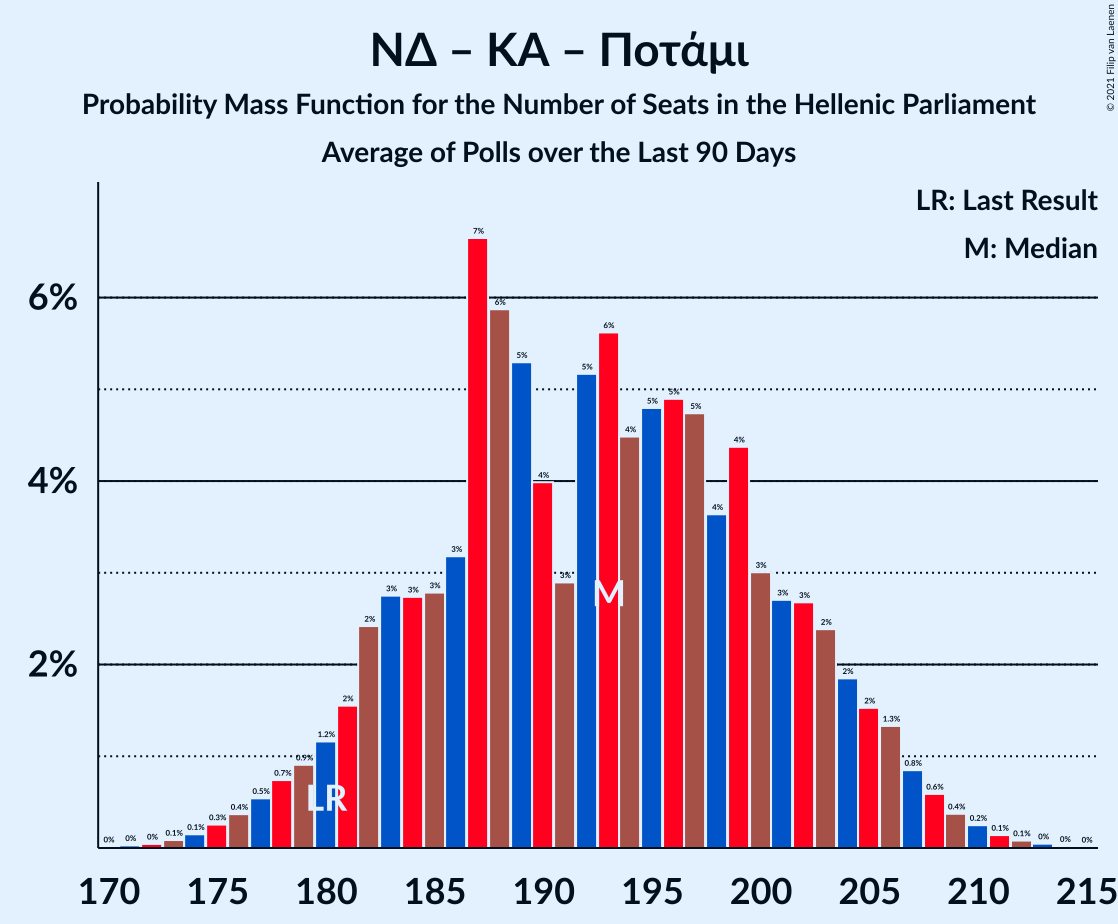 © 2021 Filip van Laenen
ΝΔ – ΚΑ – Ποτάμι
Probability Mass Function for the Number of Seats in the Hellenic Parliament
Average of Polls over the Last 90 Days
LR: Last Result
M: Median
6%
4%
2%
0% 0% 0% 0.1% 0.1% 0.3% 0.4% 0.5% 0.7% 0.9% 1.2% 2% 2% 3% 3% 3% 3% 7% 6% 5% 4% 3% 5% 6% 4% 5% 5% 5% 4% 4% 3% 3% 3% 2% 2% 2% 1.3% 0.8% 0.6% 0.4% 0.2% 0.1% 0.1% 0% 0% 0%
M
LR
170 175 180 185 190 195 200 205 210 215